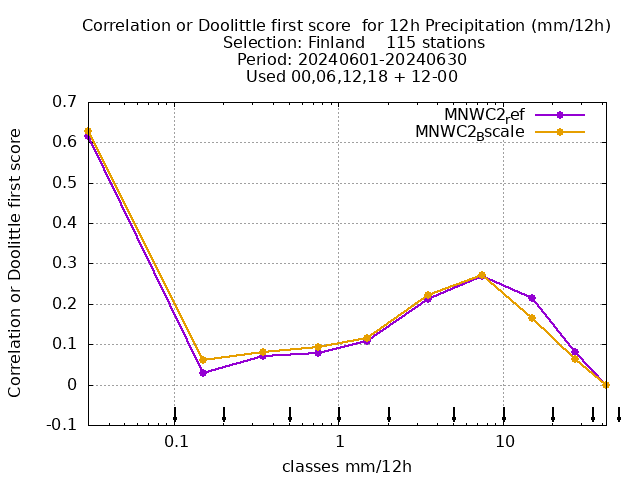 Correlation or Doolittle first score  for 12h Precipitation (mm/12h)
Selection: Finland    115 stations
Period: 20240601-20240630
Used 00,06,12,18 + 12-00
MNWC2_ref
MNWC2_Bscale
Correlation or Doolittle first score
0.7
0.6
0.5
0.4
0.3
0.2
0.1
0
-0.1
0.1
1
10
classes mm/12h